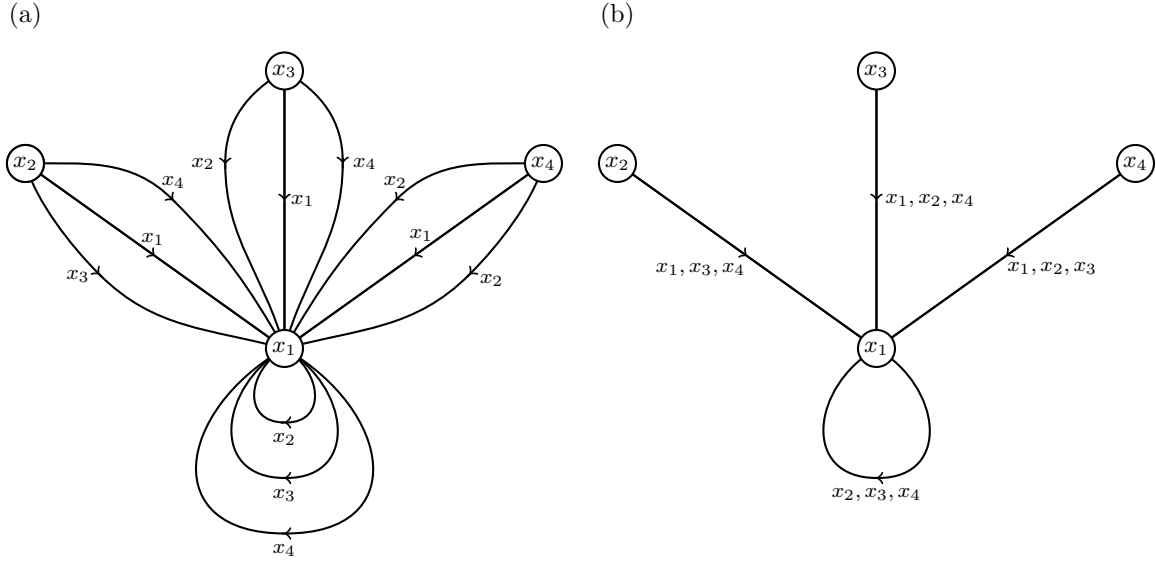 (a)
(b)
x₃
x₂
x₄
x₂
x₄
x₁
x₄
x₂
x₁
x₁
x₃
x₂
x₁
x₂
x₃
x₄
x₃
x₂
x₄
x₁, x₂, x₄
x₁, x₃, x₄
x₁, x₂, x₃
x₁
x₂, x₃, x₄